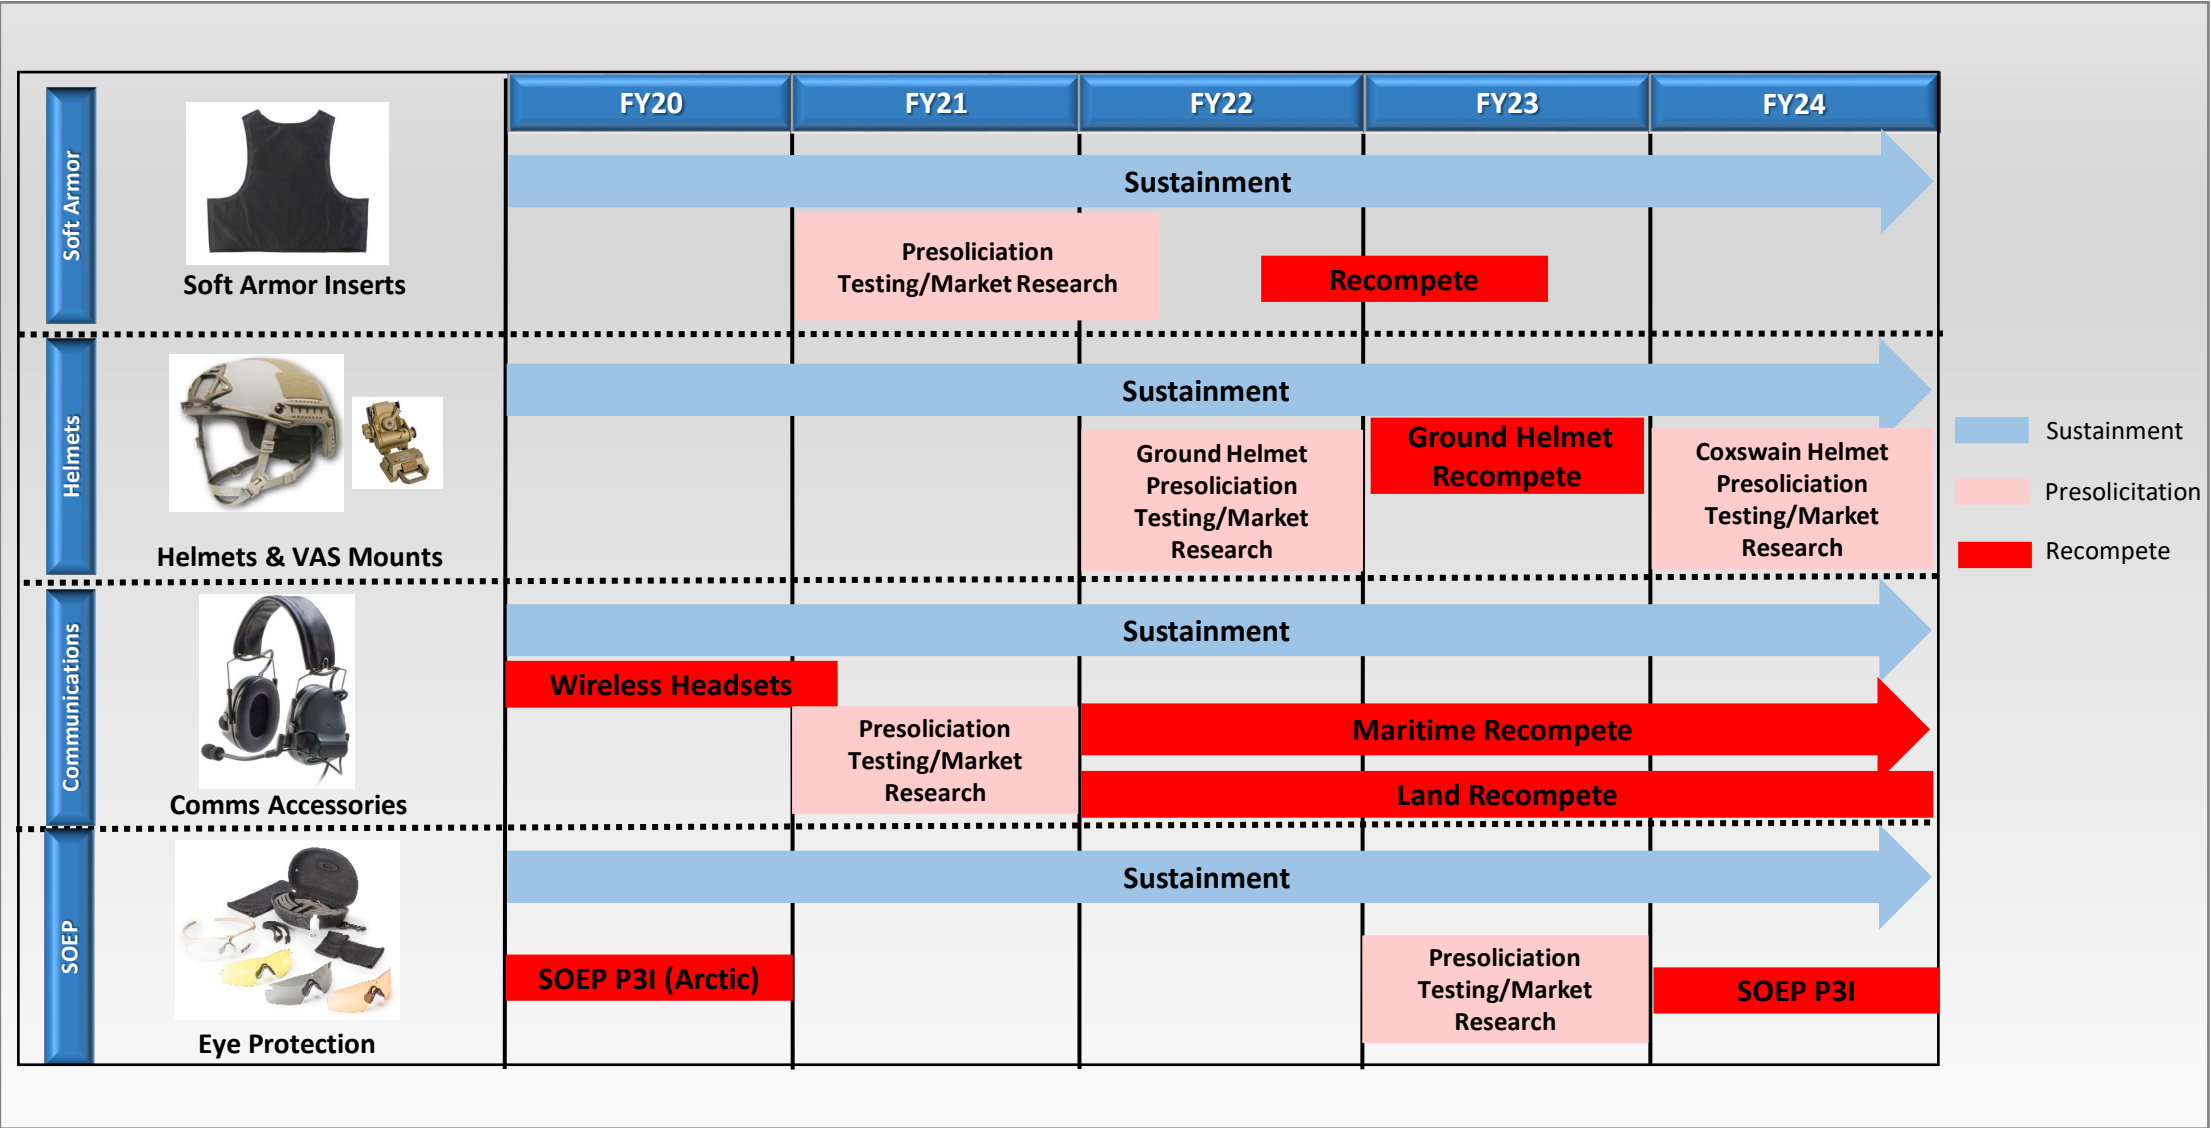 FY20
FY21
FY22
FY23
FY24
Soft Armor
Soft Armor Inserts
Sustainment
Presoliciation
Testing/Market Research
Recompete
Helmets
Helmets & VAS Mounts
Sustainment
Ground Helmet
Presoliciation
Testing/Market
Research
Ground Helmet
Recompete
Coxswain Helmet
Presoliciation
Testing/Market
Research
Communications
Comms Accessories
Sustainment
Wireless Headsets
Presoliciation
Testing/Market
Research
Maritime Recompete
Land Recompete
SOEP
Eye Protection
Sustainment
SOEP P3I (Arctic)
Presoliciation
Testing/Market
Research
SOEP P3I
Sustainment
Presolicitation
Recompete